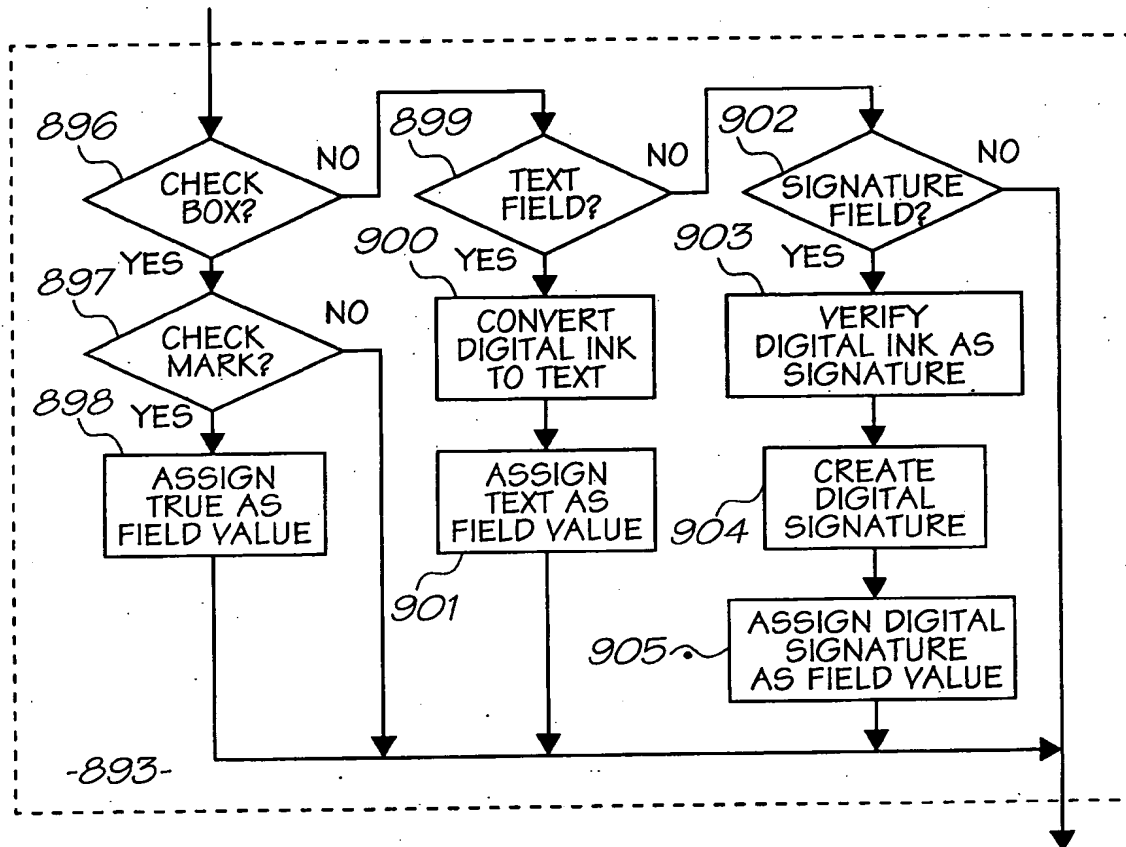 896
CHECK
BOX?
NO
YES
897
CHECK
MARK?
NO
YES
898
ASSIGN
TRUE AS
FIELD VALUE
899
TEXT
FIELD?
NO
YES
900
CONVERT
DIGITAL INK
TO TEXT
ASSIGN
TEXT AS
FIELD VALUE
901
902
SIGNATURE
FIELD?
NO
YES
903
VERIFY
DIGITAL INK AS
SIGNATURE
CREATE
DIGITAL
SIGNATURE
904
ASSIGN DIGITAL
SIGNATURE
AS FIELD VALUE
905
-893-